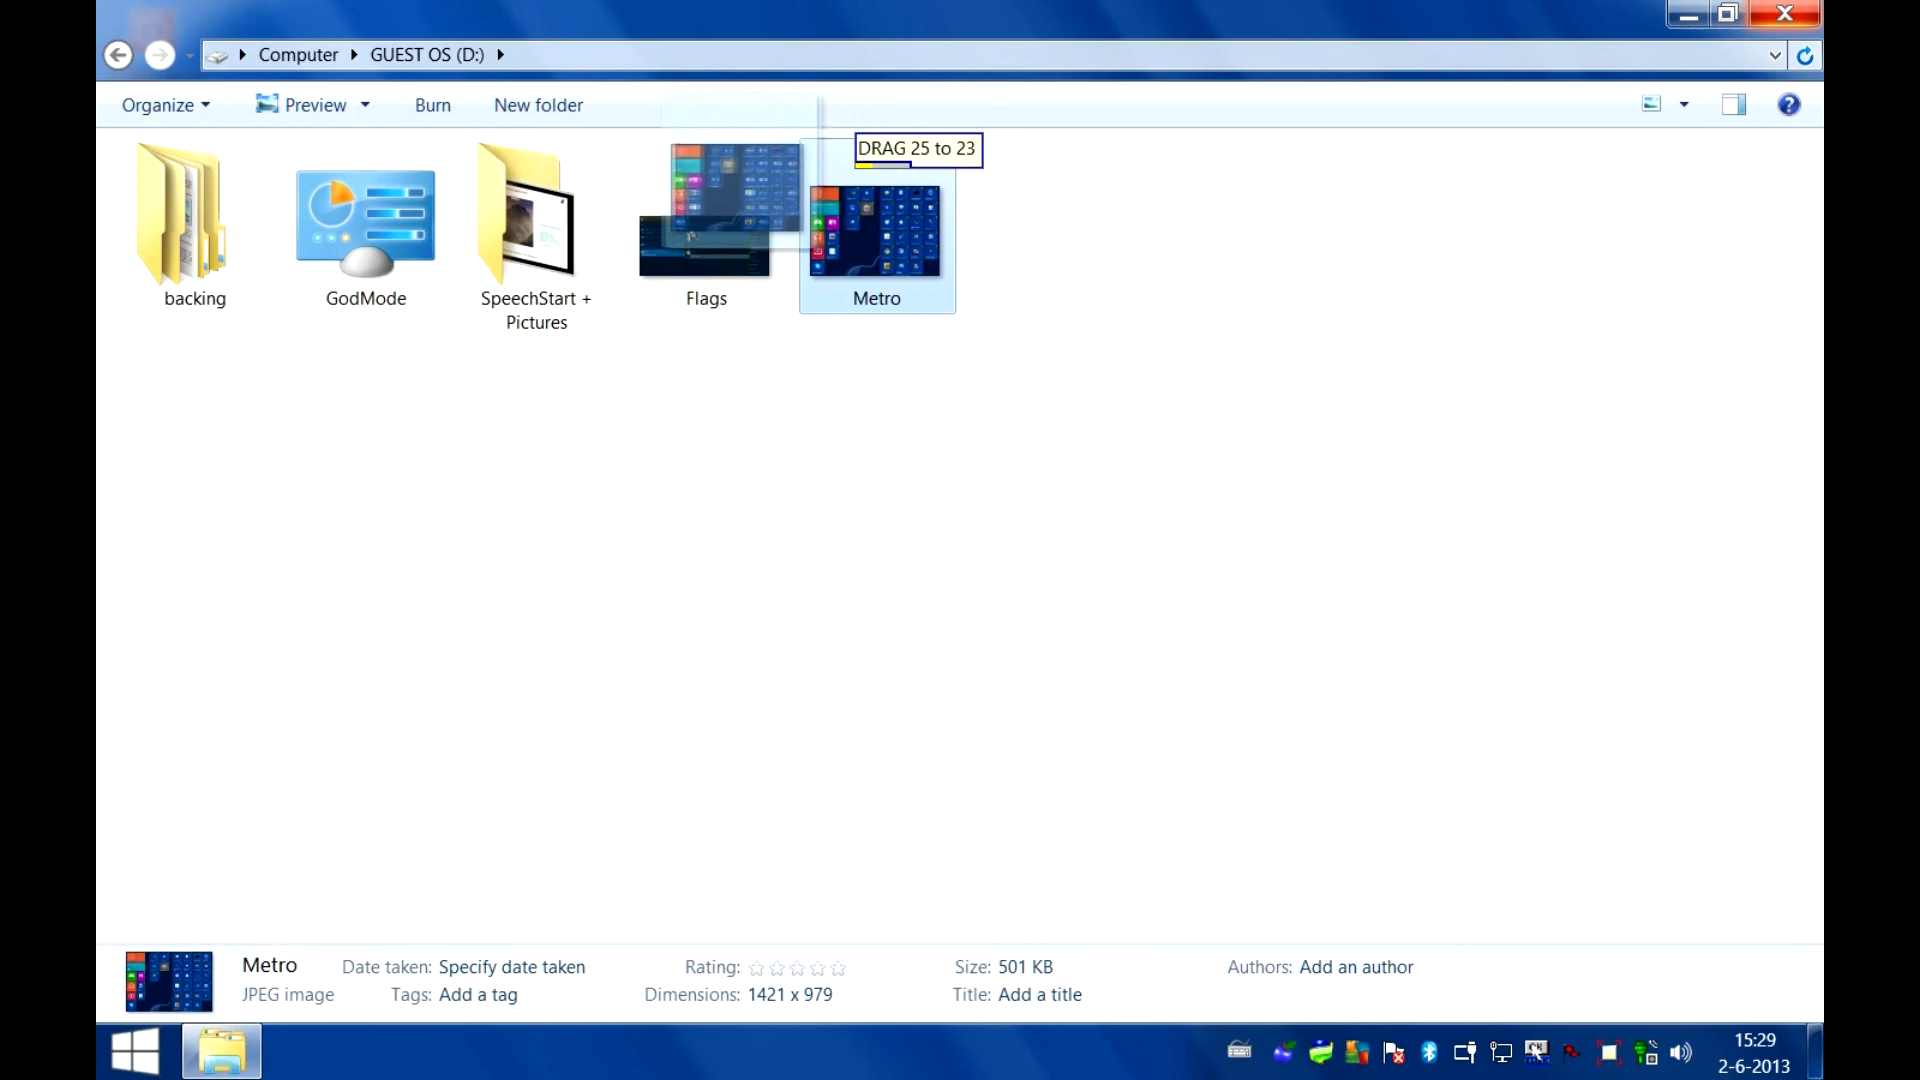 Computer GUEST OS (D:)
Organize Preview Burn New folder
DRAG 25 to 23
backing GodMode SpeechStart + Pictures Flags Metro
Metro Date taken: Specify date taken Rating: Size: 501 KB Authors: Add an author
JPEG image Tags: Add a tag Dimensions: 1421 x 979 Title: Add a title
15:29
2-6-2013